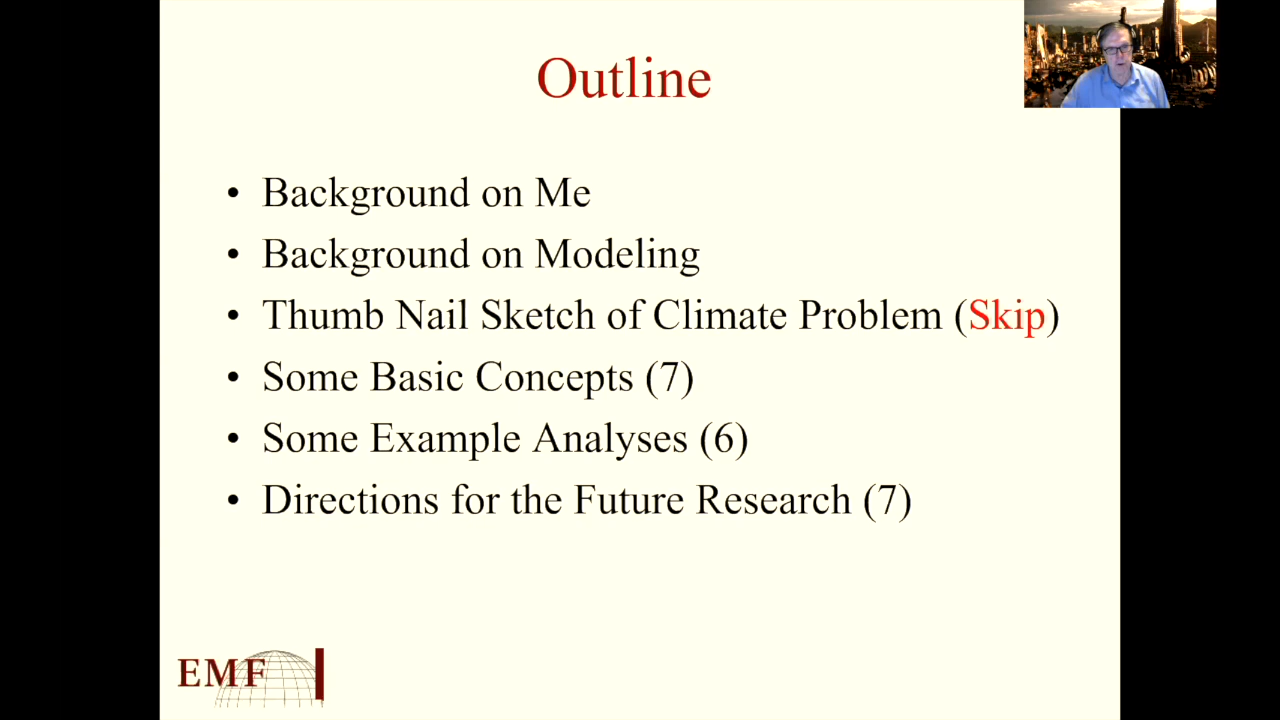 Outline
• Background on Me
• Background on Modeling
• Thumb Nail Sketch of Climate Problem (Skip)
• Some Basic Concepts (7)
• Some Example Analyses (6)
• Directions for the Future Research (7)
EMF